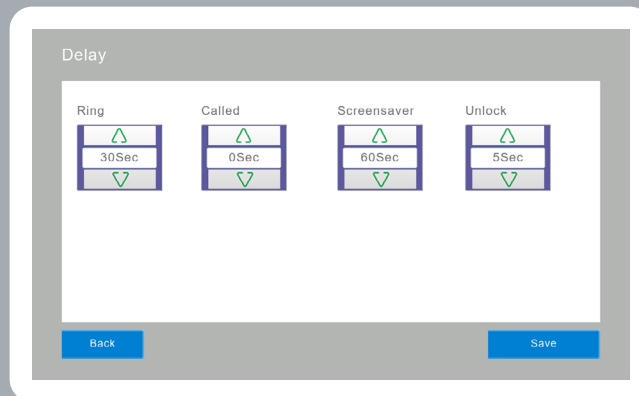 Delay
Ring Called Screensaver Unlock
30Sec 0Sec 60Sec 5Sec
Back Save